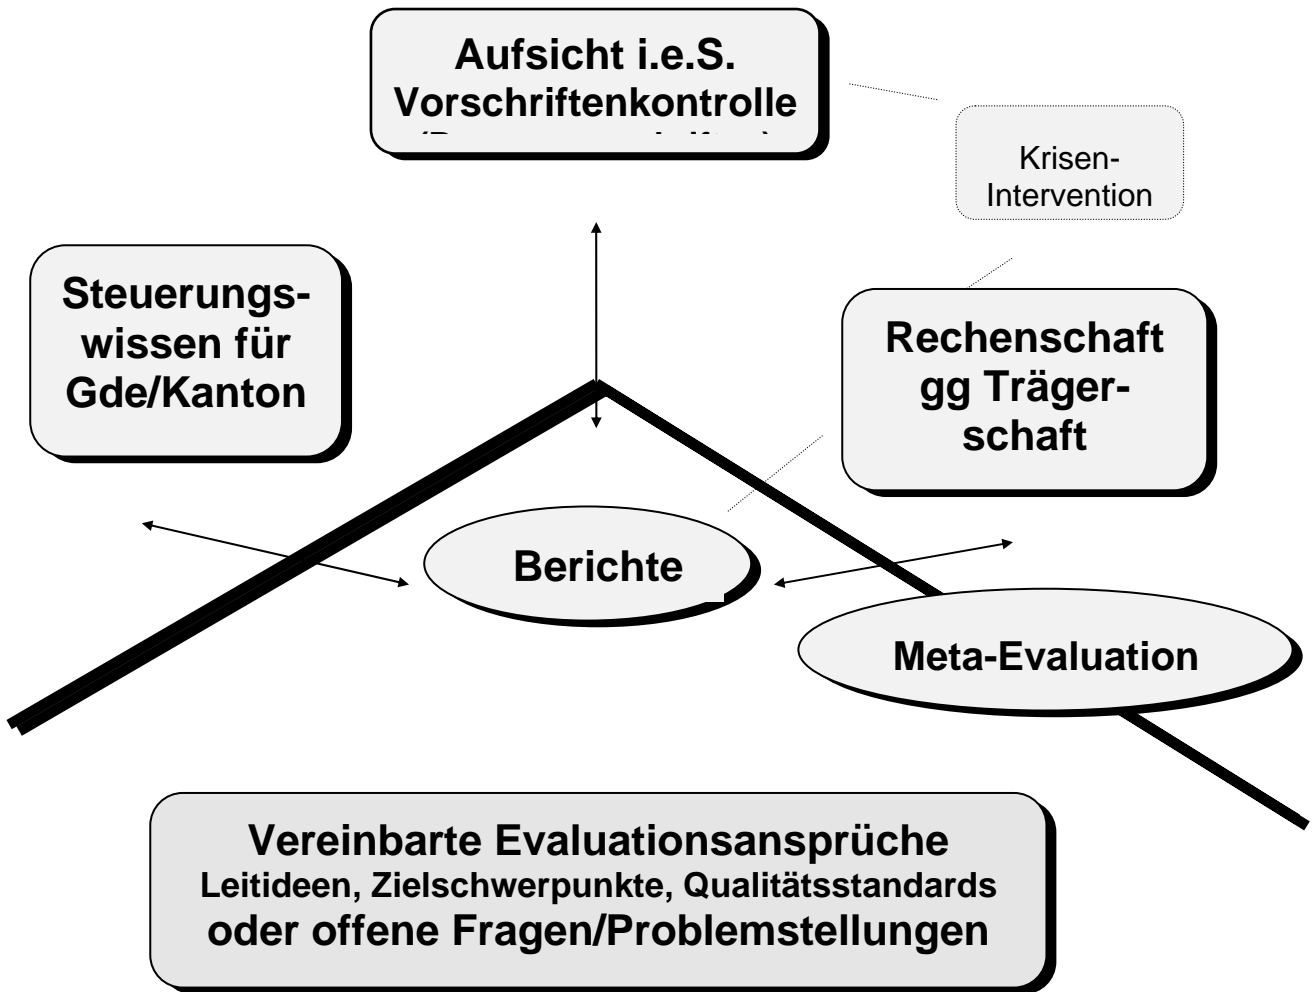 Aufsicht i.e.S.
Vorschriftenkontrolle
Krisen-
Intervention
Steuerungs-
wissen für
Gde/Kanton
Rechenschaft
gg Träger-
schaft
Berichte
Meta-Evaluation
Vereinbarte Evaluationsansprüche
Leitideen, Zielschwerpunkte, Qualitätsstandards
oder offene Fragen/Problemstellungen